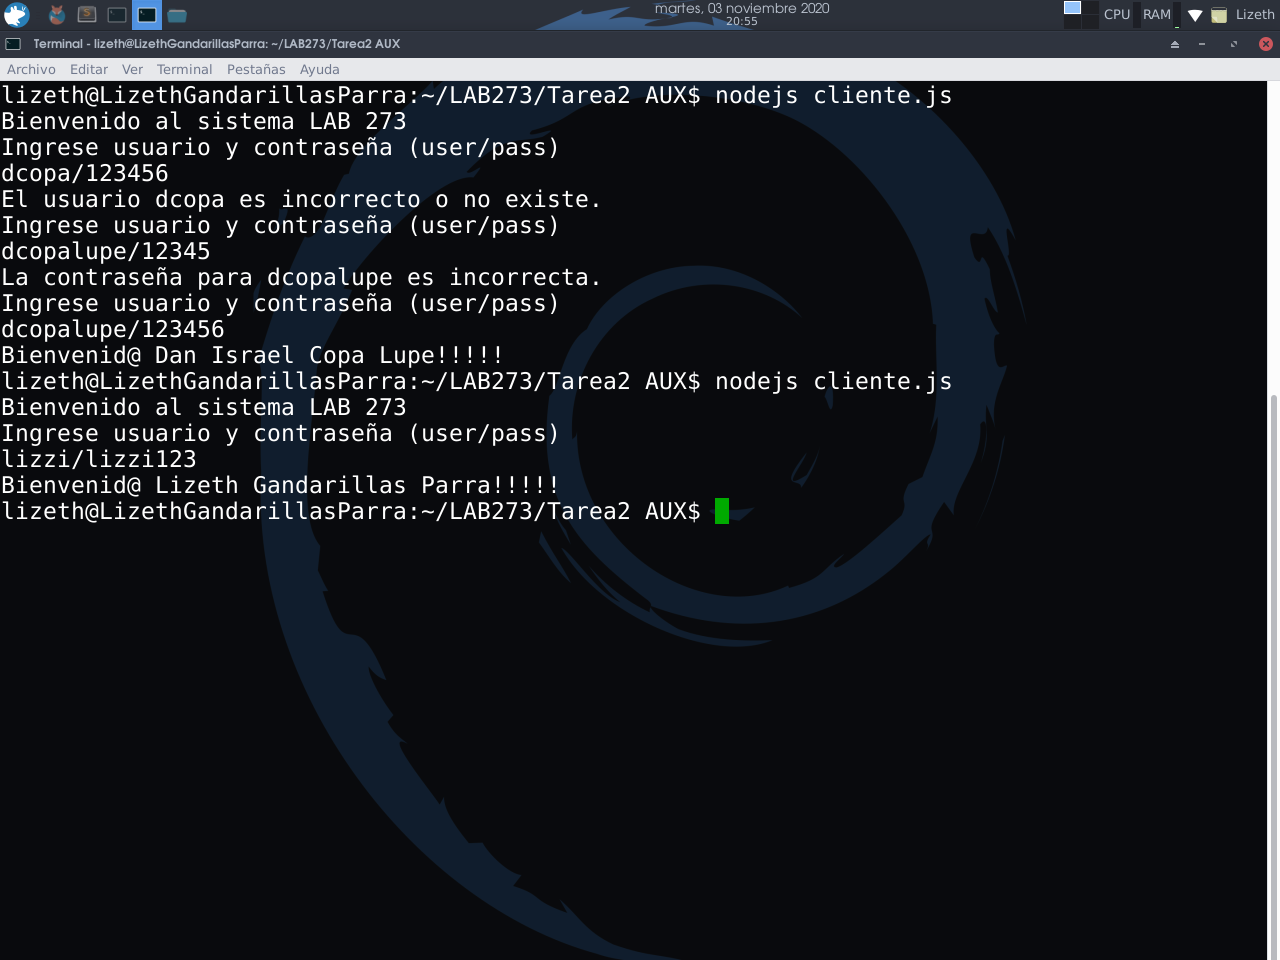 martes, 03 noviembre 2020
20:55
CPU RAM Lizeth
Terminal - lizeth@LizethGandarillasParra: ~/LAB273/Tarea2 AUX
Archivo Editar Ver Terminal Pestañas Ayuda
lizeth@LizethGandarillasParra:~/LAB273/Tarea2 AUX$ nodejs cliente.js
Bienvenido al sistema LAB 273
Ingrese usuario y contraseña (user/pass)
dcopa/123456
El usuario dcopa es incorrecto o no existe.
Ingrese usuario y contraseña (user/pass)
dcopalupe/12345
La contraseña para dcopalupe es incorrecta.
Ingrese usuario y contraseña (user/pass)
dcopalupe/123456
Bienvenid@ Dan Israel Copa Lupe!!!!!
lizeth@LizethGandarillasParra:~/LAB273/Tarea2 AUX$ nodejs cliente.js
Bienvenido al sistema LAB 273
Ingrese usuario y contraseña (user/pass)
lizzi/lizzi123
Bienvenid@ Lizeth Gandarillas Parra!!!!!
lizeth@LizethGandarillasParra:~/LAB273/Tarea2 AUX$